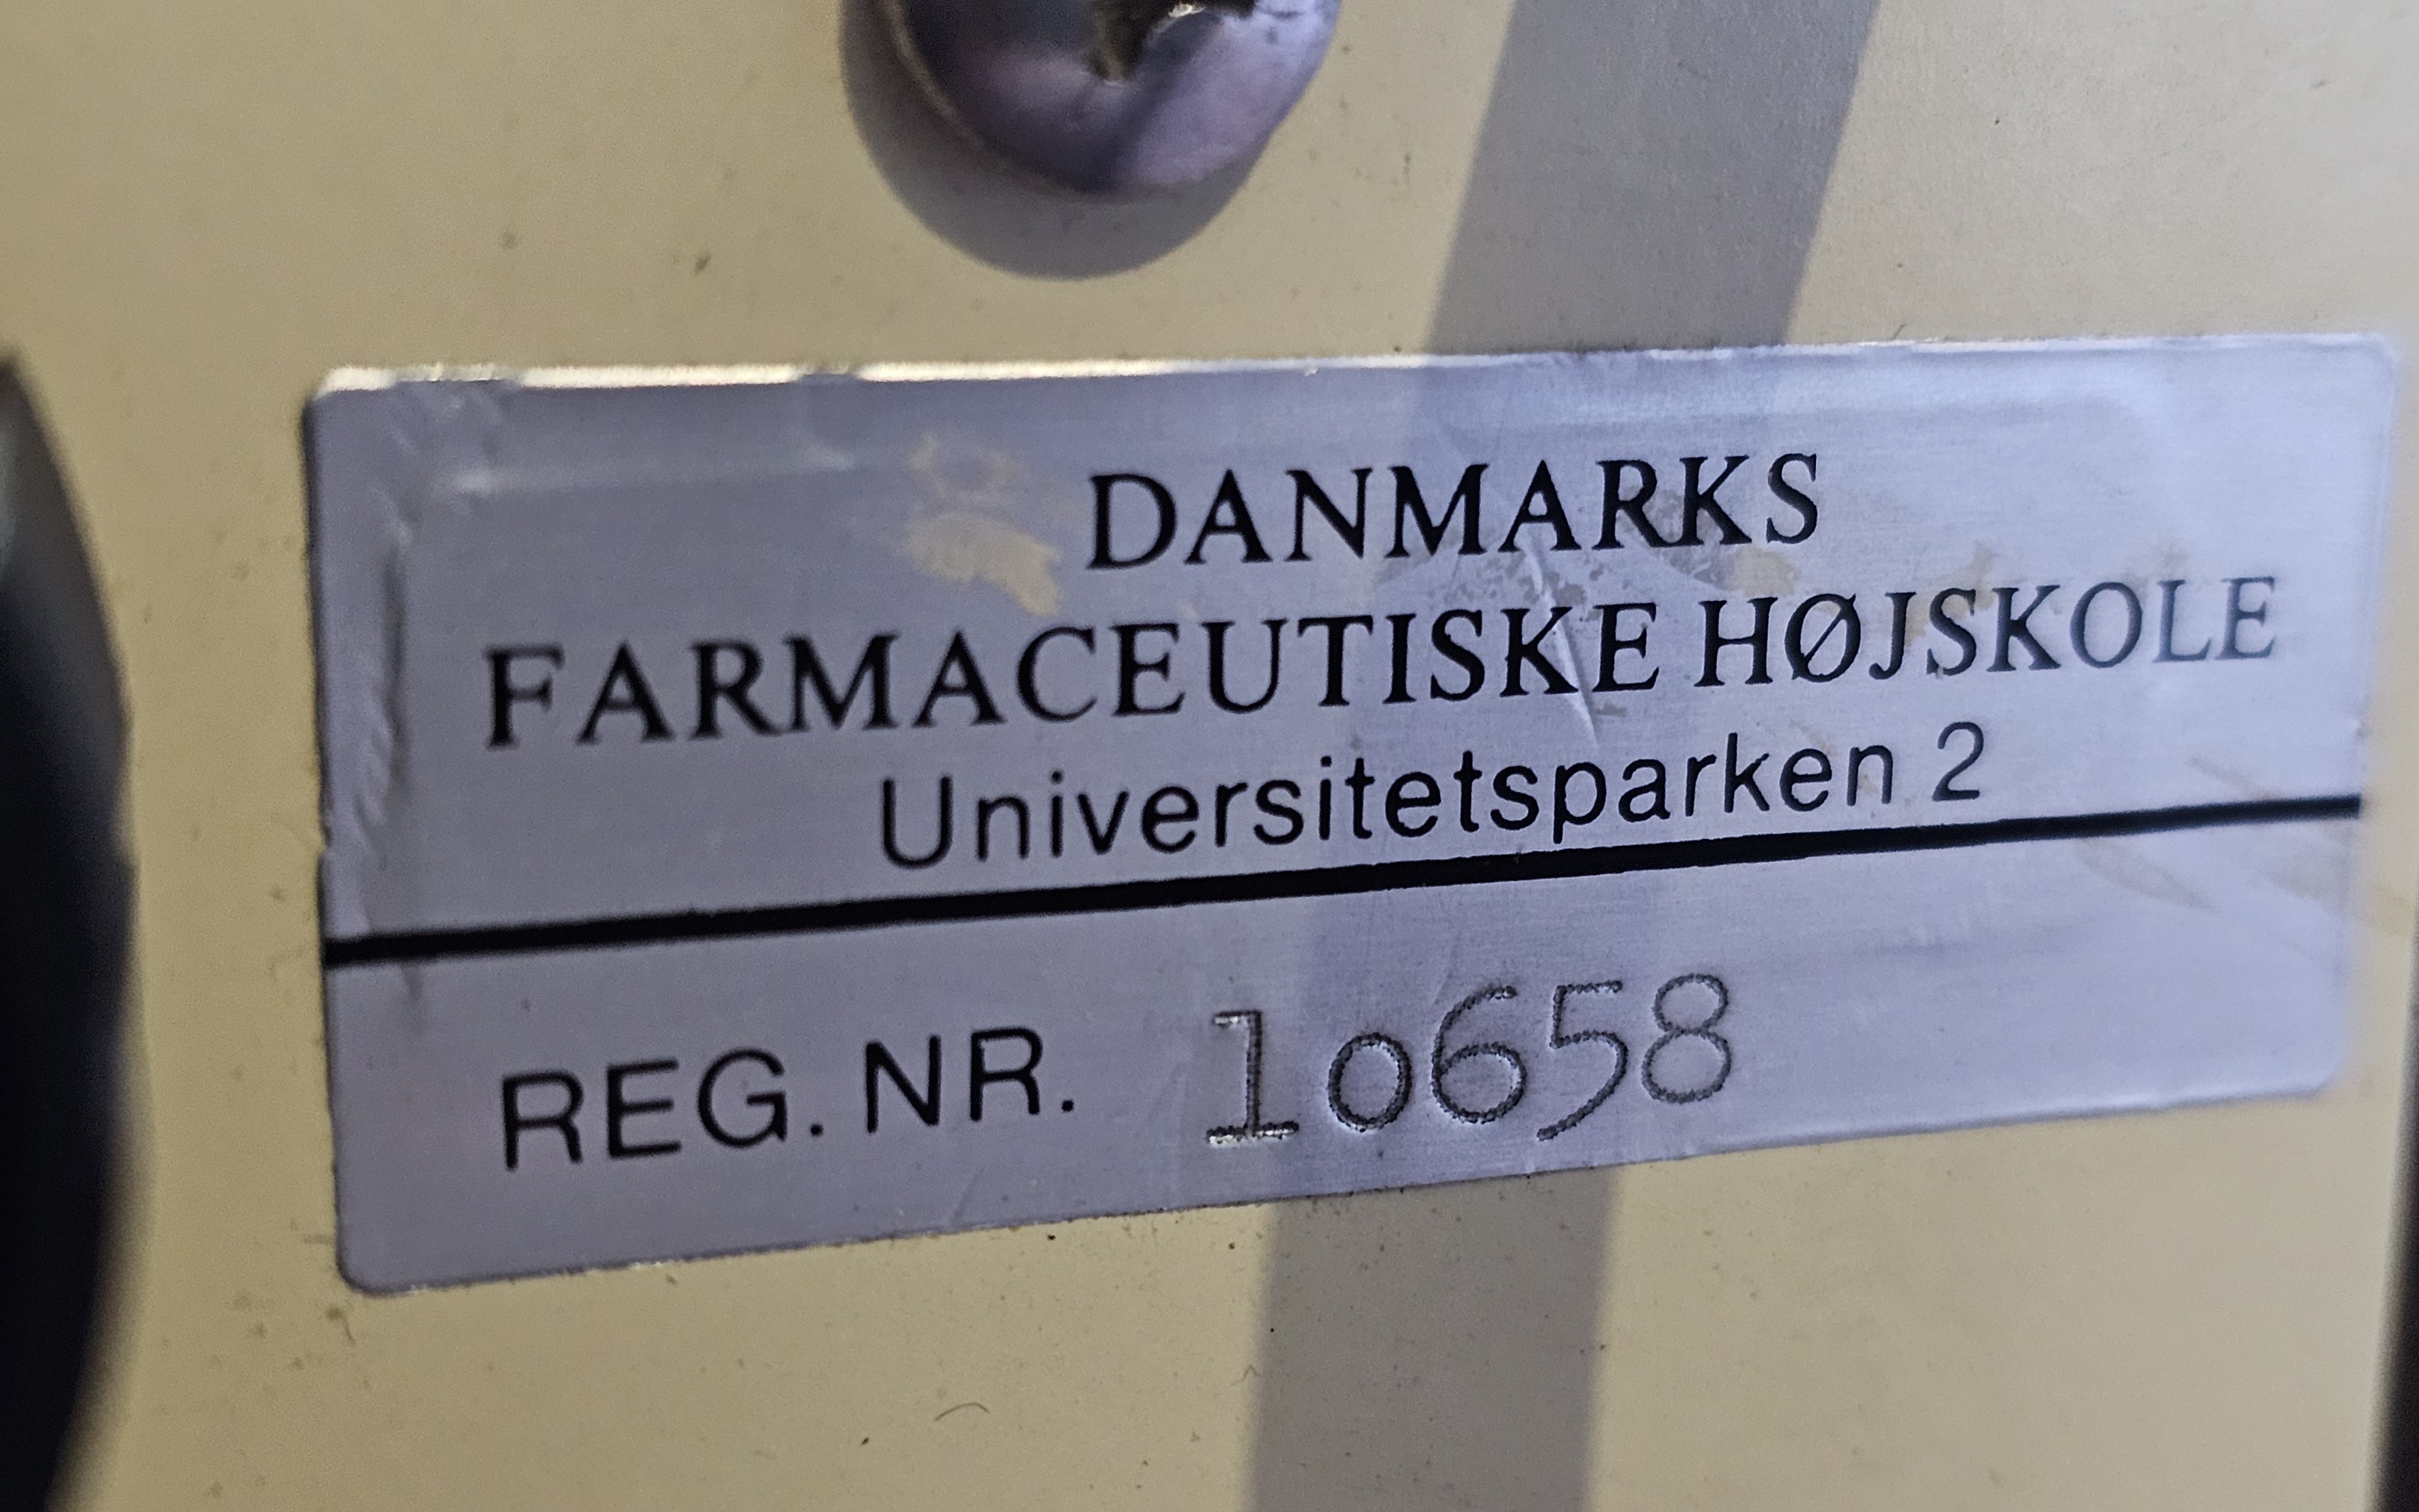 DANMARKS
FARMACEUTISKE HØJSKOLE
Universitetsparken 2
REG. NR. 10658